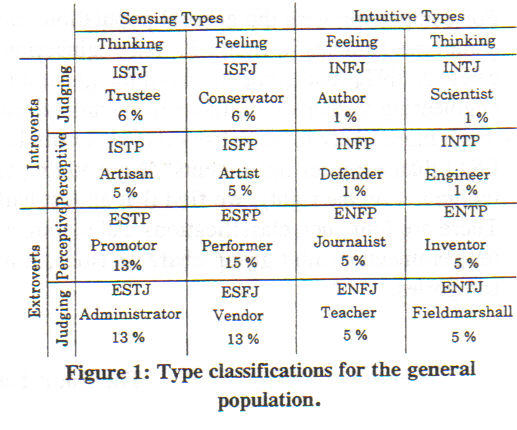 Sensing Types Intuitive Types
Thinking Feeling Feeling Thinking
Introverts
Judging
ISTJ ISFJ INFJ INTJ
Trustee Conservator Author Scientist
6 % 6 % 1 % 1 %
Perceptive
ISTP ISFP INFP INTP
Artisan Artist Defender Engineer
5 % 5 % 1 % 1 %
Extroverts
Perceptive
ESTP ESFP ENFP ENTP
Promotor Performer Journalist Inventor
13% 15 % 5 % 5 %
Judging
ESTJ ESFJ ENFJ ENTJ
Administrator Vendor Teacher Fieldmarshall
13 % 13 % 5 % 5 %
Figure 1: Type classifications for the general
population.